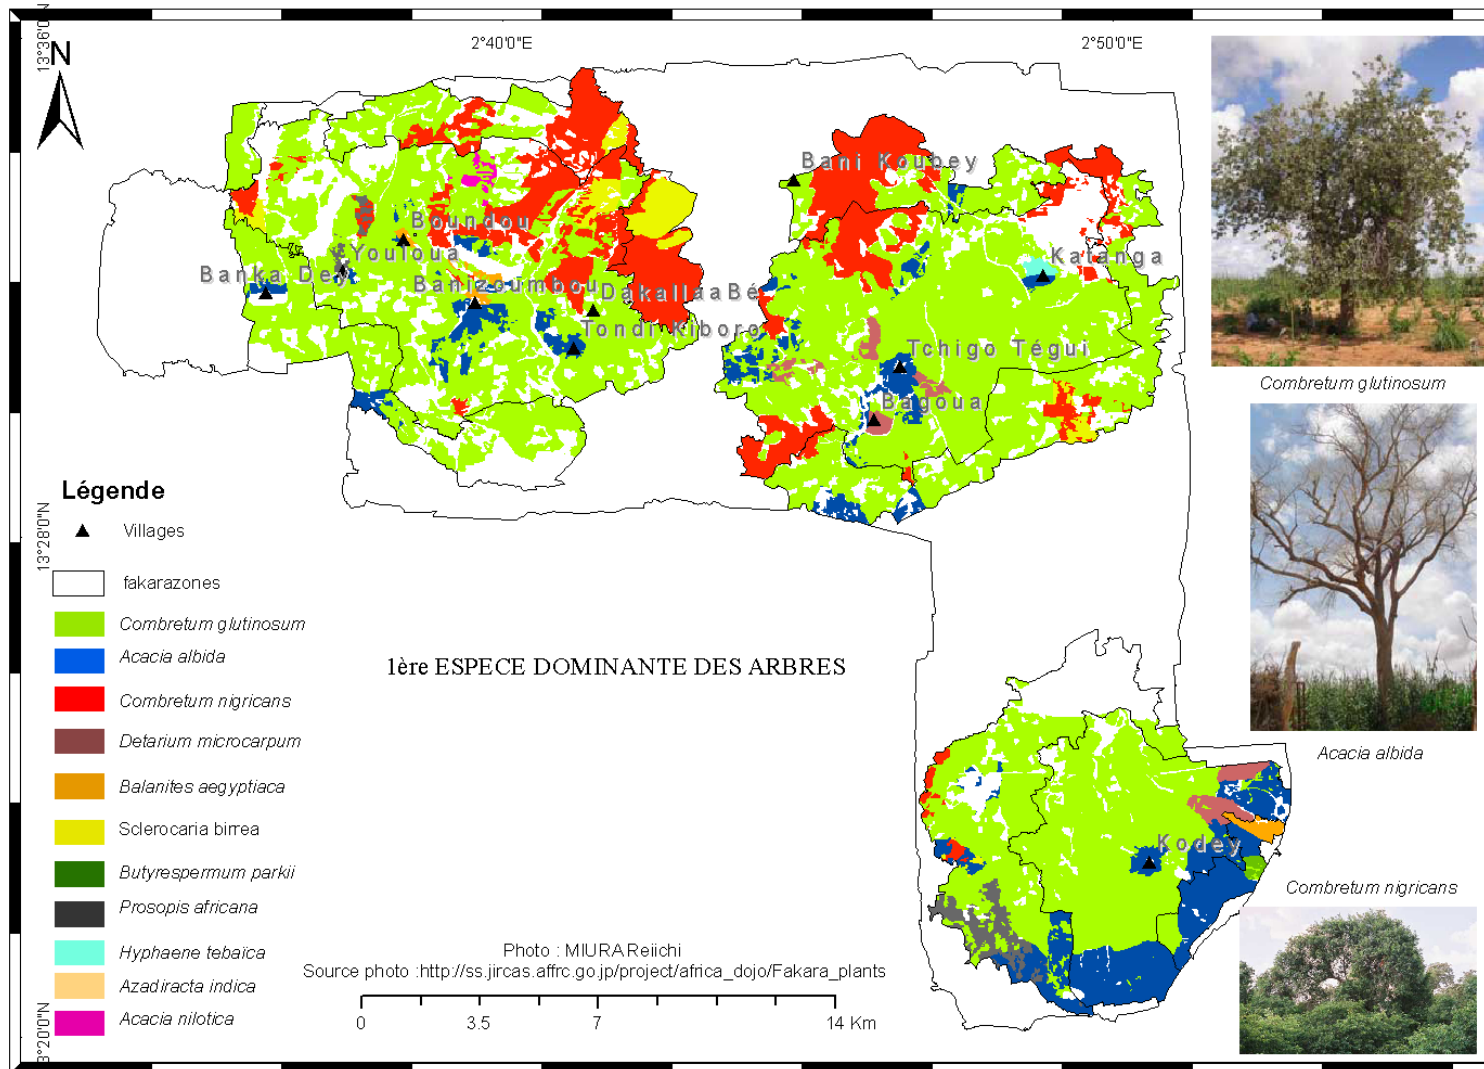 2°40'0"E
2°50'0"E
13°36'0"N
N
Bani Koubey
Boundou
Youloua
Katanga
Banka Dey
Banizoumbou
DakallaaBé
Tondi Kiboro
Tchigo Tégui
Combretum glutinosum
Bagoua
Légende
Villages
13°28'0"N
fakarazones
Combretum glutinosum
Acacia albida
1ère ESPECE DOMINANTE DES ARBRES
Combretum nigricans
Detarium microcarpum
Acacia albida
Balanites aegyptiaca
Sclerocaria birrea
Kodey
Butyrespermum parkii
Combretum nigricans
Prosopis africana
Hyphaene tebaïca
Photo : MIURA Reiichi
Source photo :http://ss.jircas.affrc.go.jp/project/africa_dojo/Fakara_plants
Azadiracta indica
Acacia nilotica
0 3.5 7 14 Km